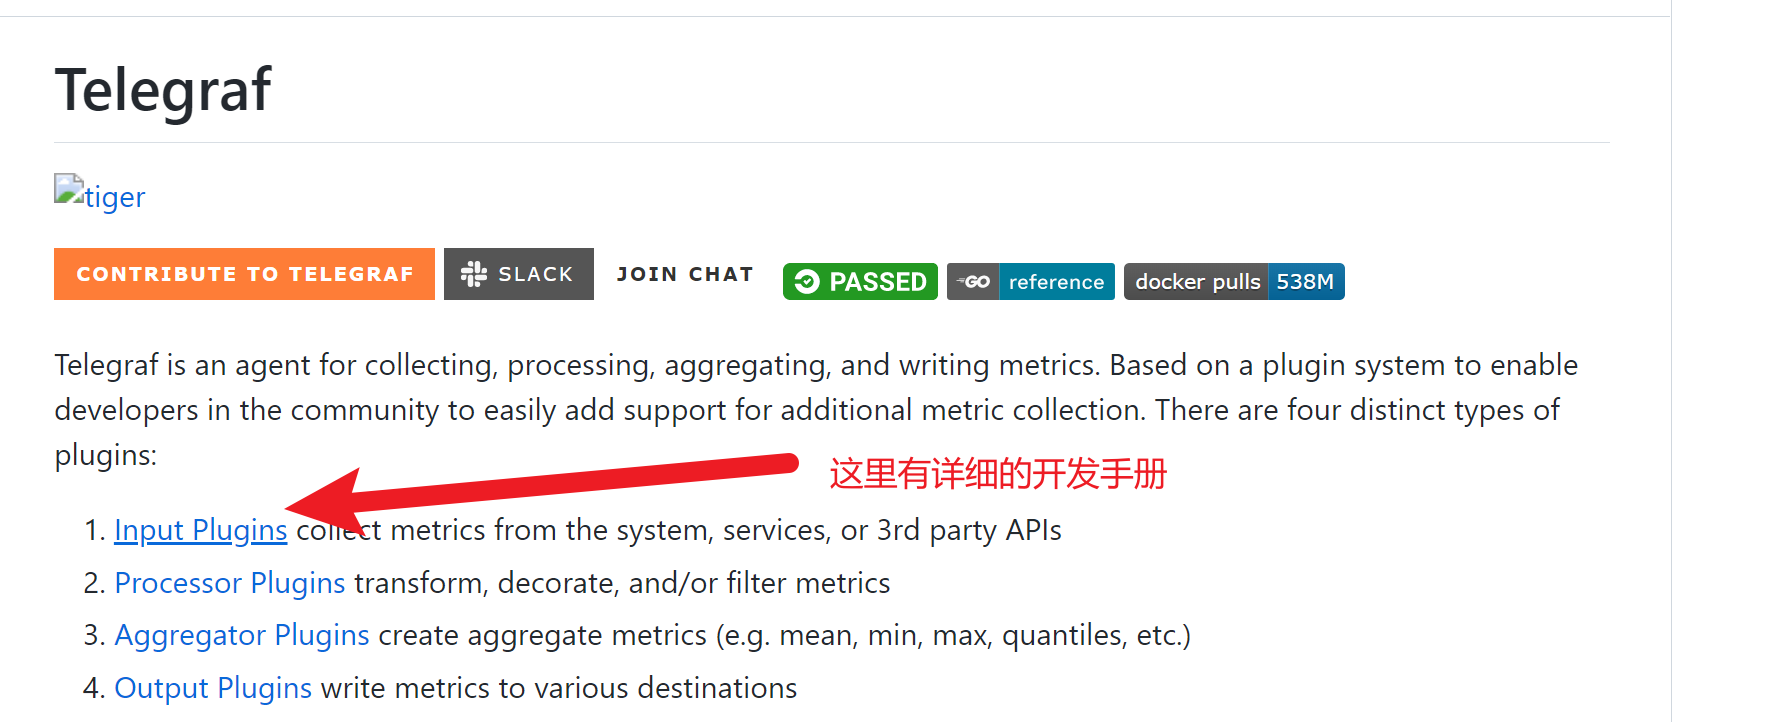 Telegraf
tiger
CONTRIBUTE TO TELEGRAF SLACK JOIN CHAT PASSED GO reference docker pulls 538M
Telegraf is an agent for collecting, processing, aggregating, and writing metrics. Based on a plugin system to enable
developers in the community to easily add support for additional metric collection. There are four distinct types of
plugins:
这里有详细的开发手册
1. Input Plugins collect metrics from the system, services, or 3rd party APIs
2. Processor Plugins transform, decorate, and/or filter metrics
3. Aggregator Plugins create aggregate metrics (e.g. mean, min, max, quantiles, etc.)
4. Output Plugins write metrics to various destinations